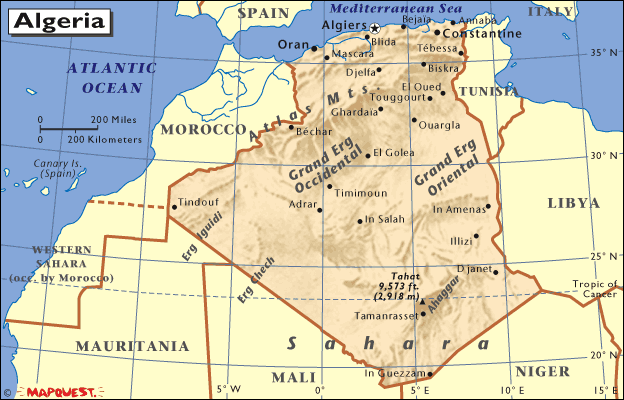 Algeria
SPAIN
Mediterranean Sea
ITALY
Algiers
Bejaia
Annaba
Blida
Constantine
Oran
Mascara
Tébessa
35°N
ATLANTIC
OCEAN
Djelfa
Biskra
El Oued
TUNISIA
Touggourt
Atlas Mts.
Ghardaia
Ouargla
0 200 Miles
0 200 Kilometers
MOROCCO
Béchar
Grand Erg
Occidental
El Golea
Grand Erg
Oriental
30°N
Canary Is.
(Spain)
Timimoun
Tindouf
Adrar
In Salah
In Amenas
LIBYA
Erg Iguidi
Illizi
WESTERN
SAHARA
(occ. by Morocco)
Erg Chech
25°N
Tahat
9,573 ft.
(2,918 m)
Djanet
Ahaggar
Tropic of
Cancer
Tamanrasset
MAURITANIA
Sahara
20°N
MALI
In Guezzam
NIGER
5°W
0°
5°E
10°E
15°E
© MAPQUEST.